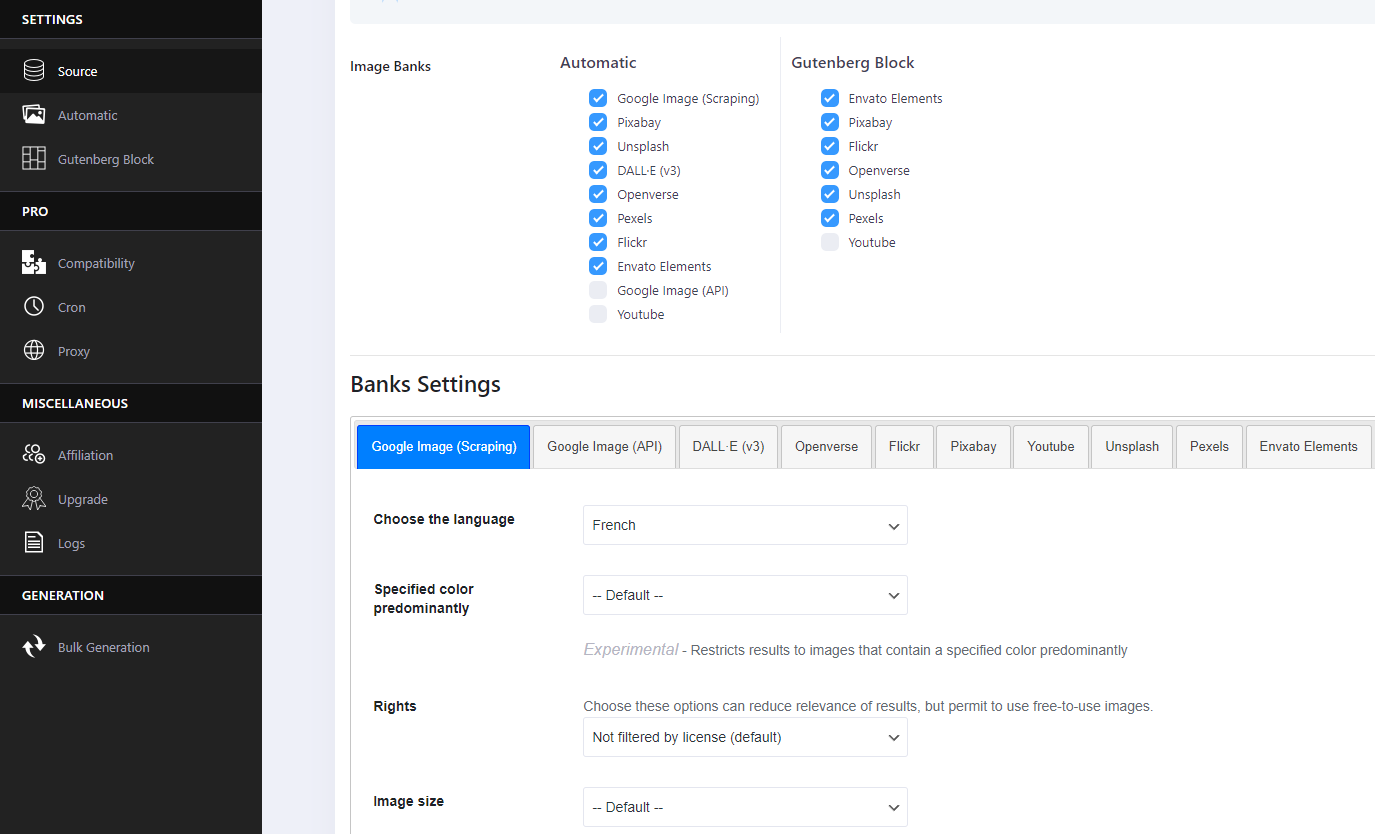 SETTINGS
Source
Automatic
Gutenberg Block
PRO
Compatibility
Cron
Proxy
MISCELLANEOUS
Affiliation
Upgrade
Logs
GENERATION
Bulk Generation
Image Banks
Automatic
Google Image (Scraping)
Pixabay
Unsplash
DALL·E (v3)
Openverse
Pexels
Flickr
Envato Elements
Google Image (API)
Youtube
Gutenberg Block
Envato Elements
Pixabay
Flickr
Openverse
Unsplash
Pexels
Youtube
Banks Settings
Google Image (Scraping) Google Image (API) DALL·E (v3) Openverse Flickr Pixabay Youtube Unsplash Pexels Envato Elements
Choose the language
French
Specified color
predominantly
-- Default --
Experimental - Restricts results to images that contain a specified color predominantly
Rights
Choose these options can reduce relevance of results, but permit to use free-to-use images.
Not filtered by license (default)
Image size
-- Default --